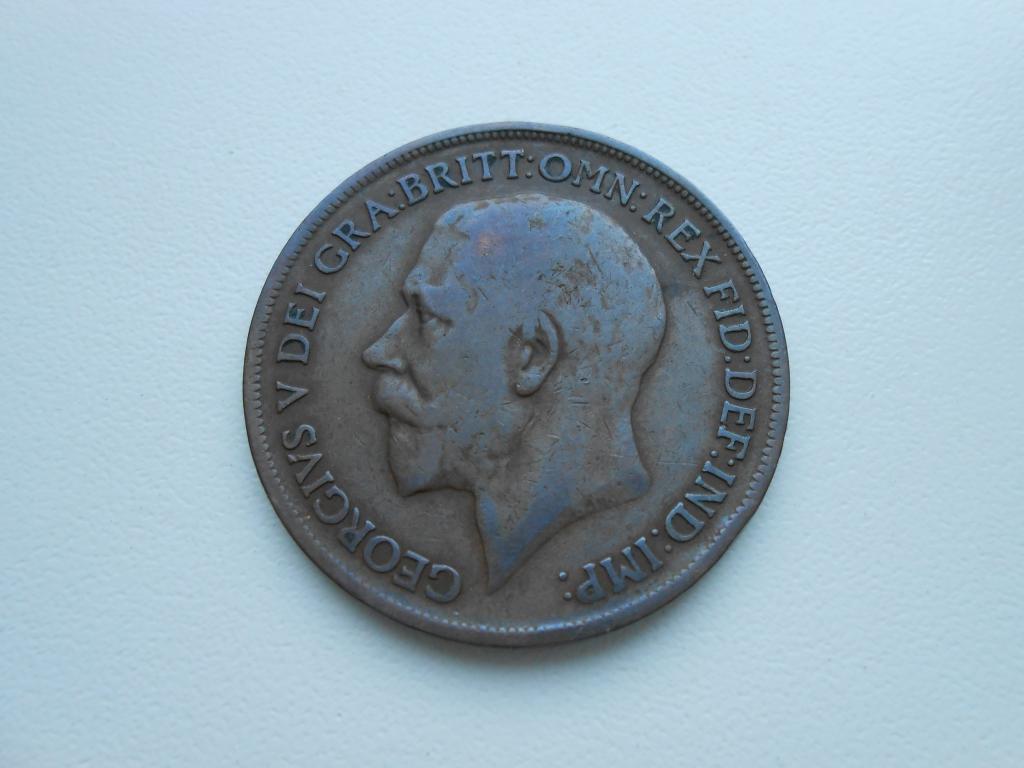 GEORGIVS V DEI GRA:BRITT:OMN:REX FID:DEF:IND:IMP: